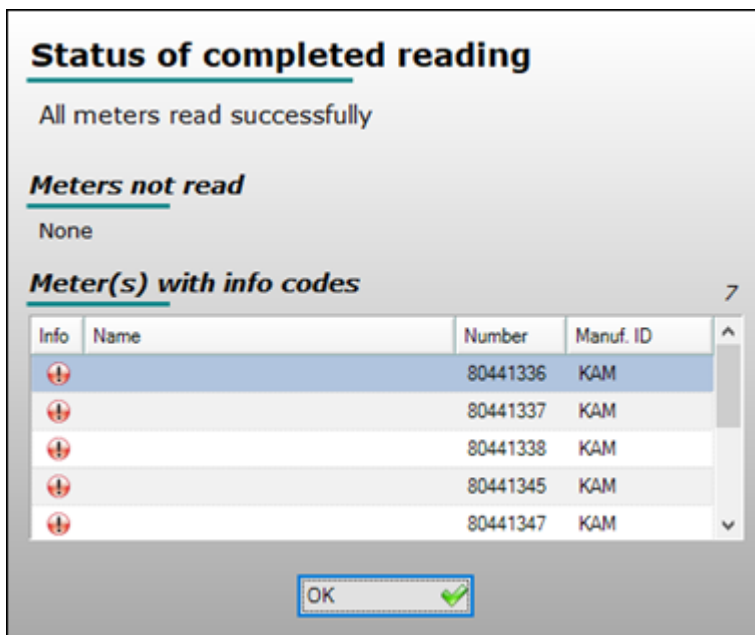 Status of completed reading
All meters read successfully
Meters not read
None
Meter(s) with info codes
7
Info Name Number Manuf. ID
80441336 KAM
80441337 KAM
80441338 KAM
80441345 KAM
80441347 KAM
OK